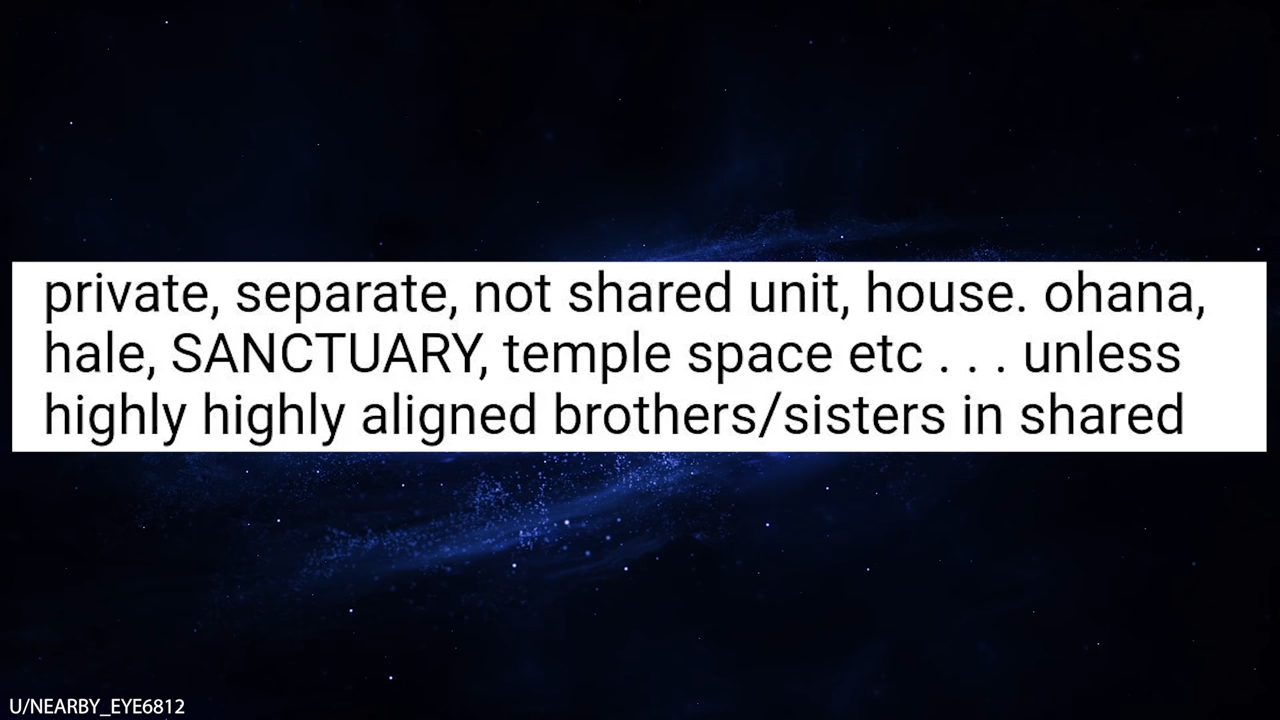 private, separate, not shared unit, house. ohana,
hale, SANCTUARY, temple space etc . . . unless
highly highly aligned brothers/sisters in shared
U/NEARBY_EYE6812